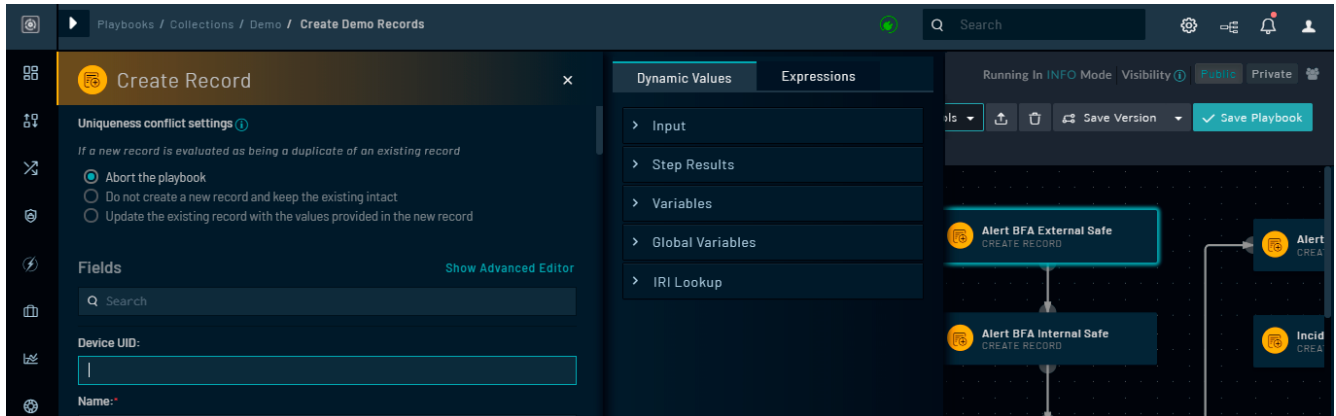 Playbooks / Collections / Demo / Create Demo Records
Search
Create Record
Uniqueness conflict settings
If a new record is evaluated as being a duplicate of an existing record
Abort the playbook
Do not create a new record and keep the existing intact
Update the existing record with the values provided in the new record
Fields
Show Advanced Editor
Search
Device UID:
Name:*
Dynamic Values
Expressions
Input
Step Results
Variables
Global Variables
IRI Lookup
Running In INFO Mode
Visibility
Public
Private
Save Version
Save Playbook
Alert BFA External Safe
CREATE RECORD
Alert BFA Internal Safe
CREATE RECORD
Alert